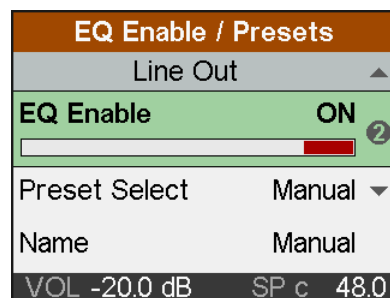 EQ Enable / Presets
Line Out
EQ Enable ON
2
Preset Select Manual
Name Manual
VOL -20.0 dB SP c 48.0